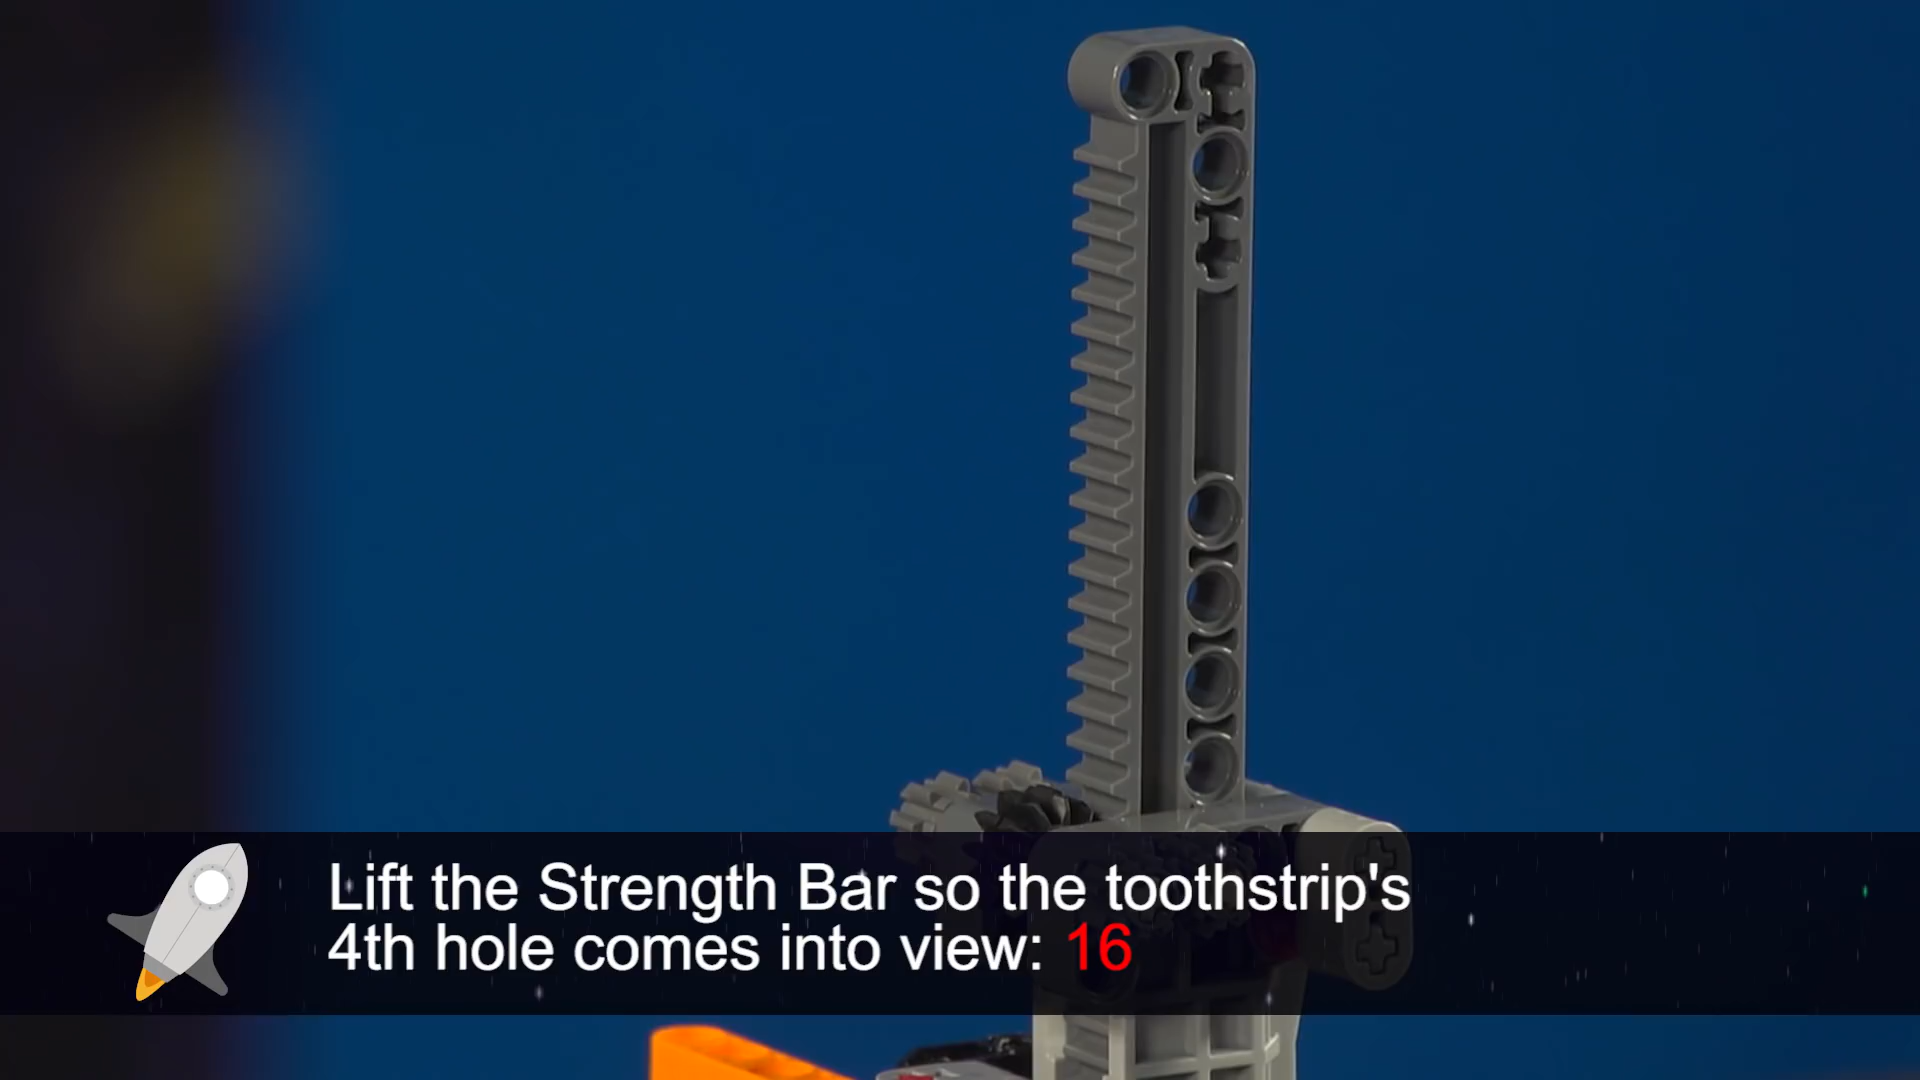 Lift the Strength Bar so the toothstrip's
4th hole comes into view: 16